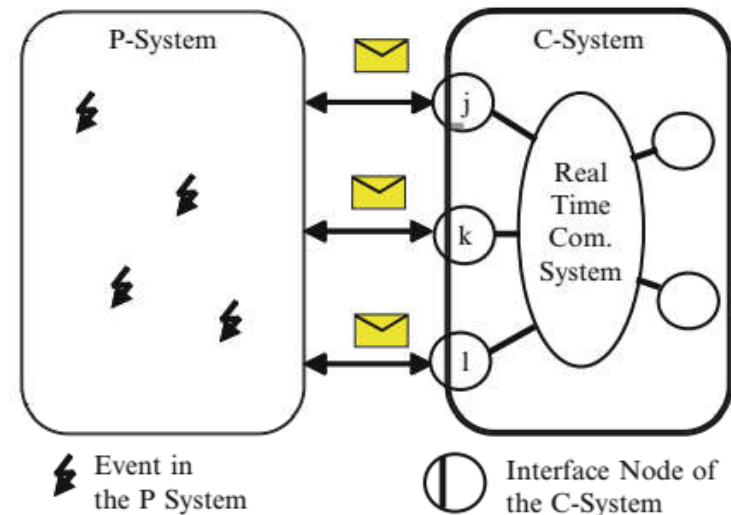 P-System
C-System
j
k
l
Real
Time
Com.
System
Event in
the P System
Interface Node of
the C-System